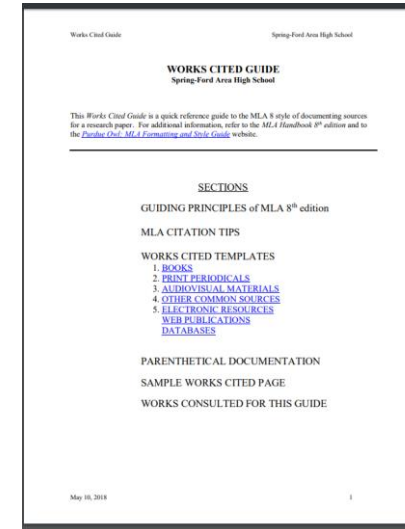 Works Cited Guide Spring-Ford Area High School
WORKS CITED GUIDE
Spring-Ford Area High School
This Works Cited Guide is a quick reference guide to the MLA 8 style of documenting sources
for a research paper. For additional information, refer to the MLA Handbook 8th edition and to
the Purdue Owl: MLA Formatting and Style Guide website.
SECTIONS
GUIDING PRINCIPLES of MLA 8th edition
MLA CITATION TIPS
WORKS CITED TEMPLATES
1. BOOKS
2. PRINT PERIODICALS
3. AUDIOVISUAL MATERIALS
4. OTHER COMMON SOURCES
5. ELECTRONIC RESOURCES
WEB PUBLICATIONS
DATABASES
PARENTHETICAL DOCUMENTATION
SAMPLE WORKS CITED PAGE
WORKS CONSULTED FOR THIS GUIDE
May 10, 2018 1